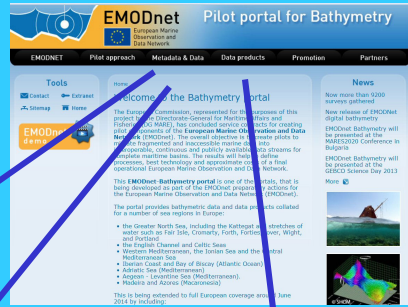 EMODnet
European Marine
Observation and
Data Network
Pilot portal for Bathymetry
EMODNET Pilot approach Metadata & Data Data products Promotion Partners
Tools
Contact Extranet
Sitemap Home
EMODn
demo
Home
Welcome to the Bathymetry portal
The European Commission, represented for the purposes of this
project by the Directorate-General for Maritime Affairs and
Fisheries (DG MARE), has concluded service contracts for creating
pilot components of the European Marine Observation and Data
Network (EMODnet). The overall objective is to create pilots to
migrate fragmented and inaccessible marine data into
interoperable, continuous and publicly available data streams for
complete maritime basins. The results will help to define
processes, best technology and approximate costs of a final
operational European Marine Observation and Data Network.
This EMODnet-Bathymetry portal is one of the portals, that is
being developed as part of the EMODnet preparatory actions for
the European Marine Observation and Data Network (EMODnet).
The portal provides bathymetric data and data products collated
for a number of sea regions in Europe:
the Greater North Sea, including the Kattegat and stretches of
water such as Fair Isle, Cromarty, Forth, Forties, Dover, Wight,
and Portland
the English Channel and Celtic Seas
Western Mediterranean, the Ionian Sea and the Central
Mediterranean Sea
Iberian Coast and Bay of Biscay (Atlantic Ocean)
Adriatic Sea (Mediterranean)
Aegean - Levantine Sea (Mediterranean).
Madeira and Azores (Macaronesia)
This is being extended to full European coverage around June
2014 by including:
News
Now more than 9200
surveys gathered
New release of EMODnet
digital bathymetry
EMODnet Bathymetry will
be presented at the
MARES2020 Conference in
Bulgaria
EMODnet Bathymetry will
be presented at the
GEBCO Science Day 2013
More
©SHOM